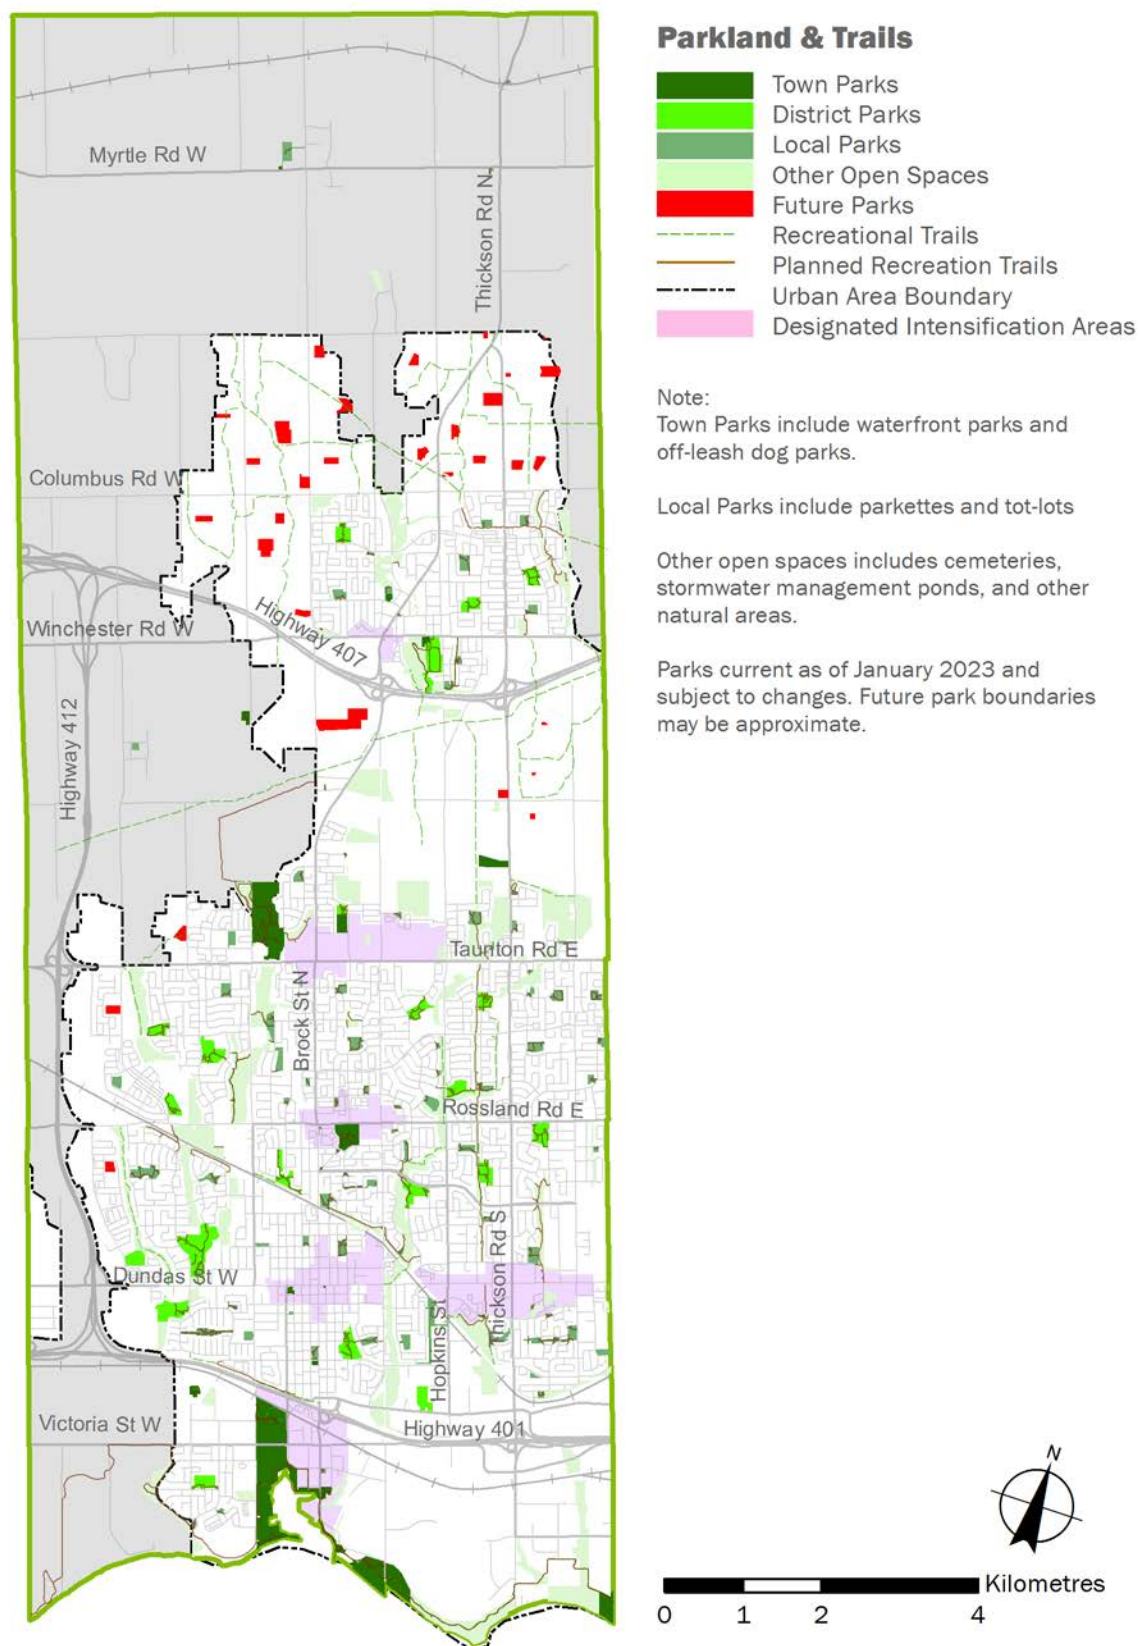 Parkland & Trails
Town Parks
District Parks
Local Parks
Other Open Spaces
Future Parks
Recreational Trails
Planned Recreation Trails
Urban Area Boundary
Designated Intensification Areas
Note:
Town Parks include waterfront parks and
off-leash dog parks.
Local Parks include parkettes and tot-lots
Other open spaces includes cemeteries,
stormwater management ponds, and other
natural areas.
Parks current as of January 2023 and
subject to changes. Future park boundaries
may be approximate.
Myrtle Rd W
Thickson Rd N
Columbus Rd W
Highway 407
Winchester Rd W
Highway 412
Taunton Rd E
Brock St N
Rossland Rd E
Thickson Rd S
Dundas St W
Hopkins St
Victoria St W
Highway 401
N
Kilometres
0 1 2 4